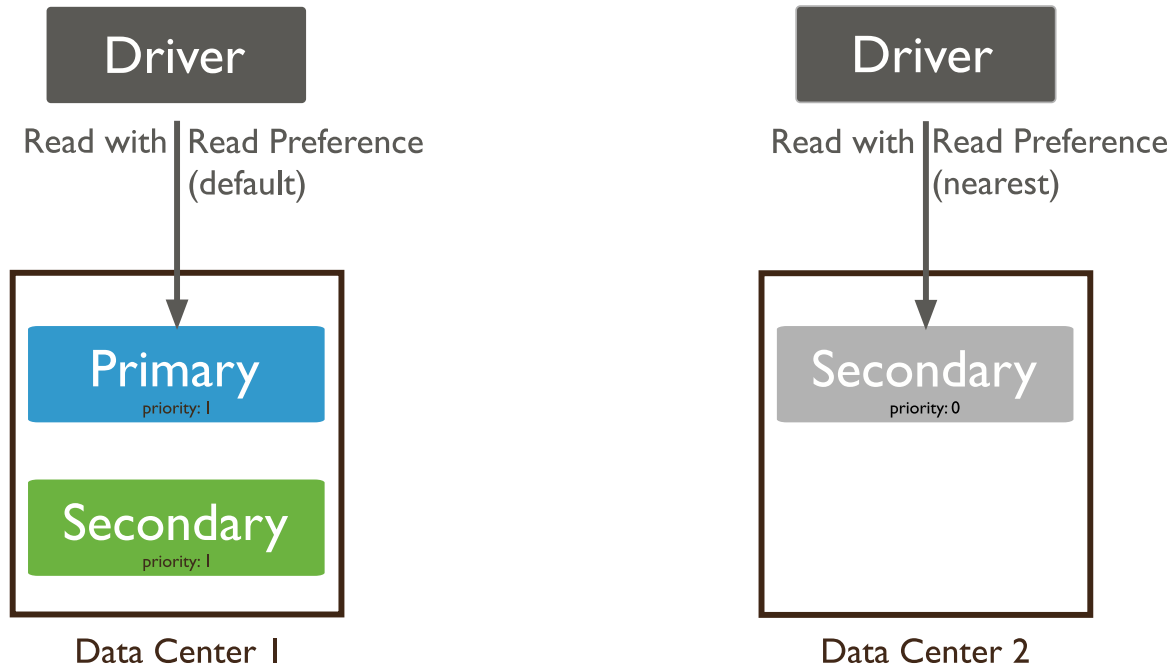 Driver
Read with Read Preference
(default)
Primary
priority: 1
Secondary
priority: 1
Data Center 1
Driver
Read with Read Preference
(nearest)
Secondary
priority: 0
Data Center 2